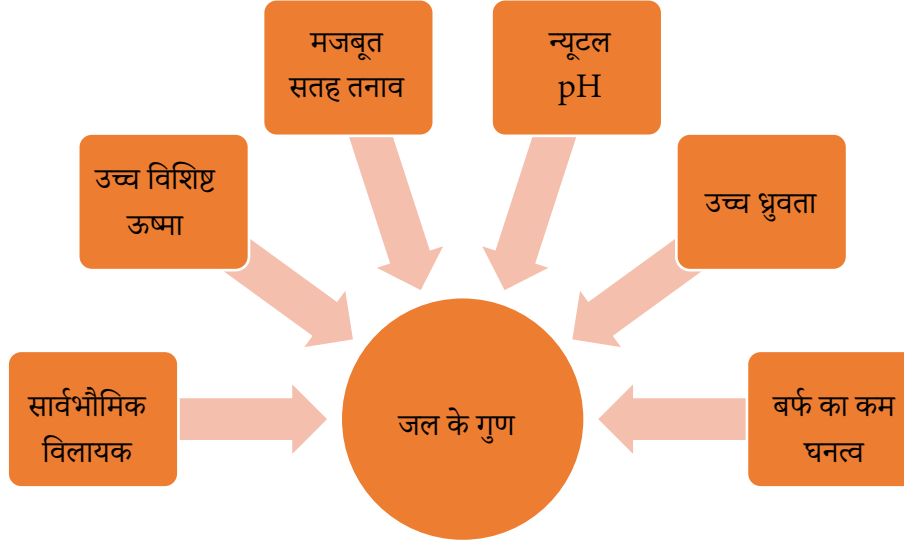 मजबूत
सतह तनाव
न्यूटल
pH
उच्च विशिष्ट
ऊष्मा
उच्च ध्रुवता
सार्वभौमिक
विलायक
जल के गुण
बर्फ का कम
घनत्व